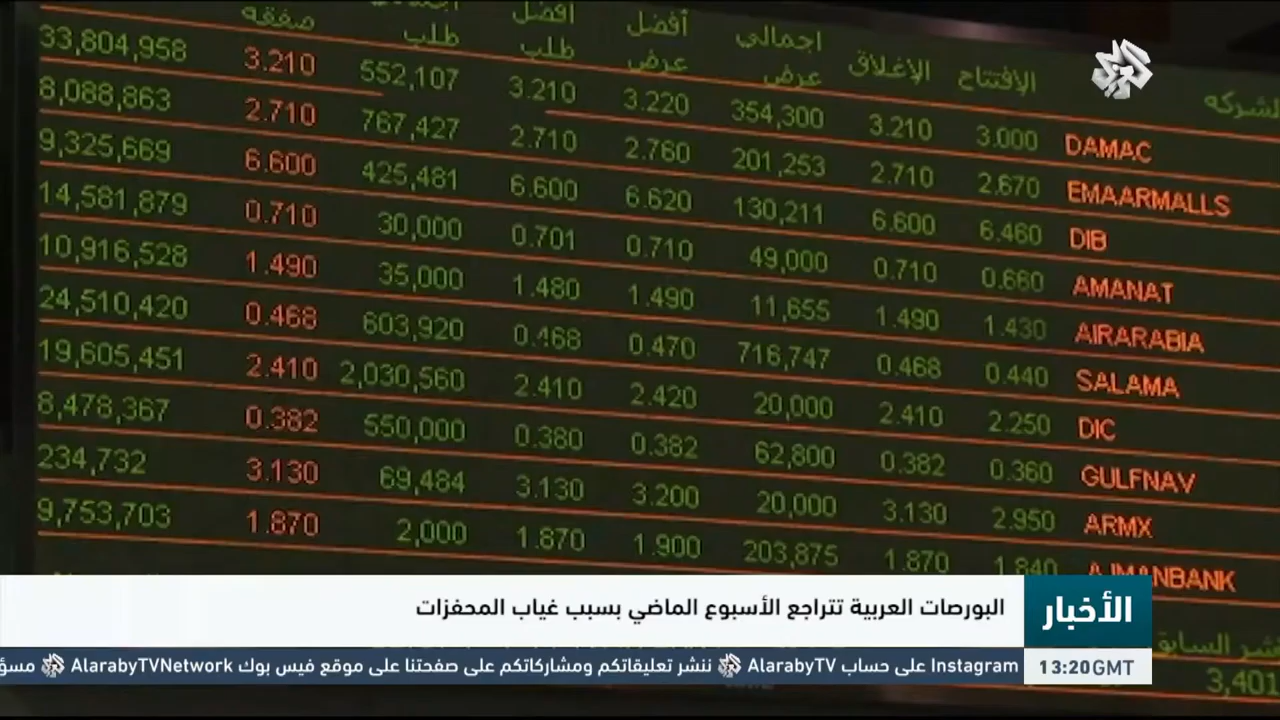 الإفتتاح الإغلاق اجمالى عرض أفضل عرض افضل طلب طلب صفقه
33,804,958 3.210 552,107 3.210 3.220 354,300 3.210 3.000 DAMAC
8,088,863 2.710 767,427 2.710 2.760 201,253 2.710 2.670 EMAARMALLS
9,325,669 6.600 425,481 6.600 6.620 130,211 6.600 6.460 DIB
14,581,879 0.710 30,000 0.701 0.710 49,000 0.710 0.660 AMANAT
10,916,528 1.490 35,000 1.480 1.490 11,655 1.490 1.430 AIRARABIA
24,510,420 0.468 603,920 0.468 0.470 716,747 0.468 0.440 SALAMA
19,605,451 2.410 2,030,560 2.410 2.420 20,000 2.410 2.250 DIC
8,478,367 0.382 550,000 0.380 0.382 62,800 0.382 0.360 GULFNAV
234,732 3.130 69,484 3.130 3.200 20,000 3.130 2.950 ARMX
9,753,703 1.870 2,000 1.870 1.900 203,875 1.870 1.840 AJMANBANK
الأخبار
البورصات العربية تتراجع الأسبوع الماضي بسبب غياب المحفزات
13:20GMT
Instagram على حساب AlarabyTV ننشر تعليقاتكم ومشاركاتكم على صفحتنا على موقع فيس بوك AlarabyTVNetwork
السابق
3,401